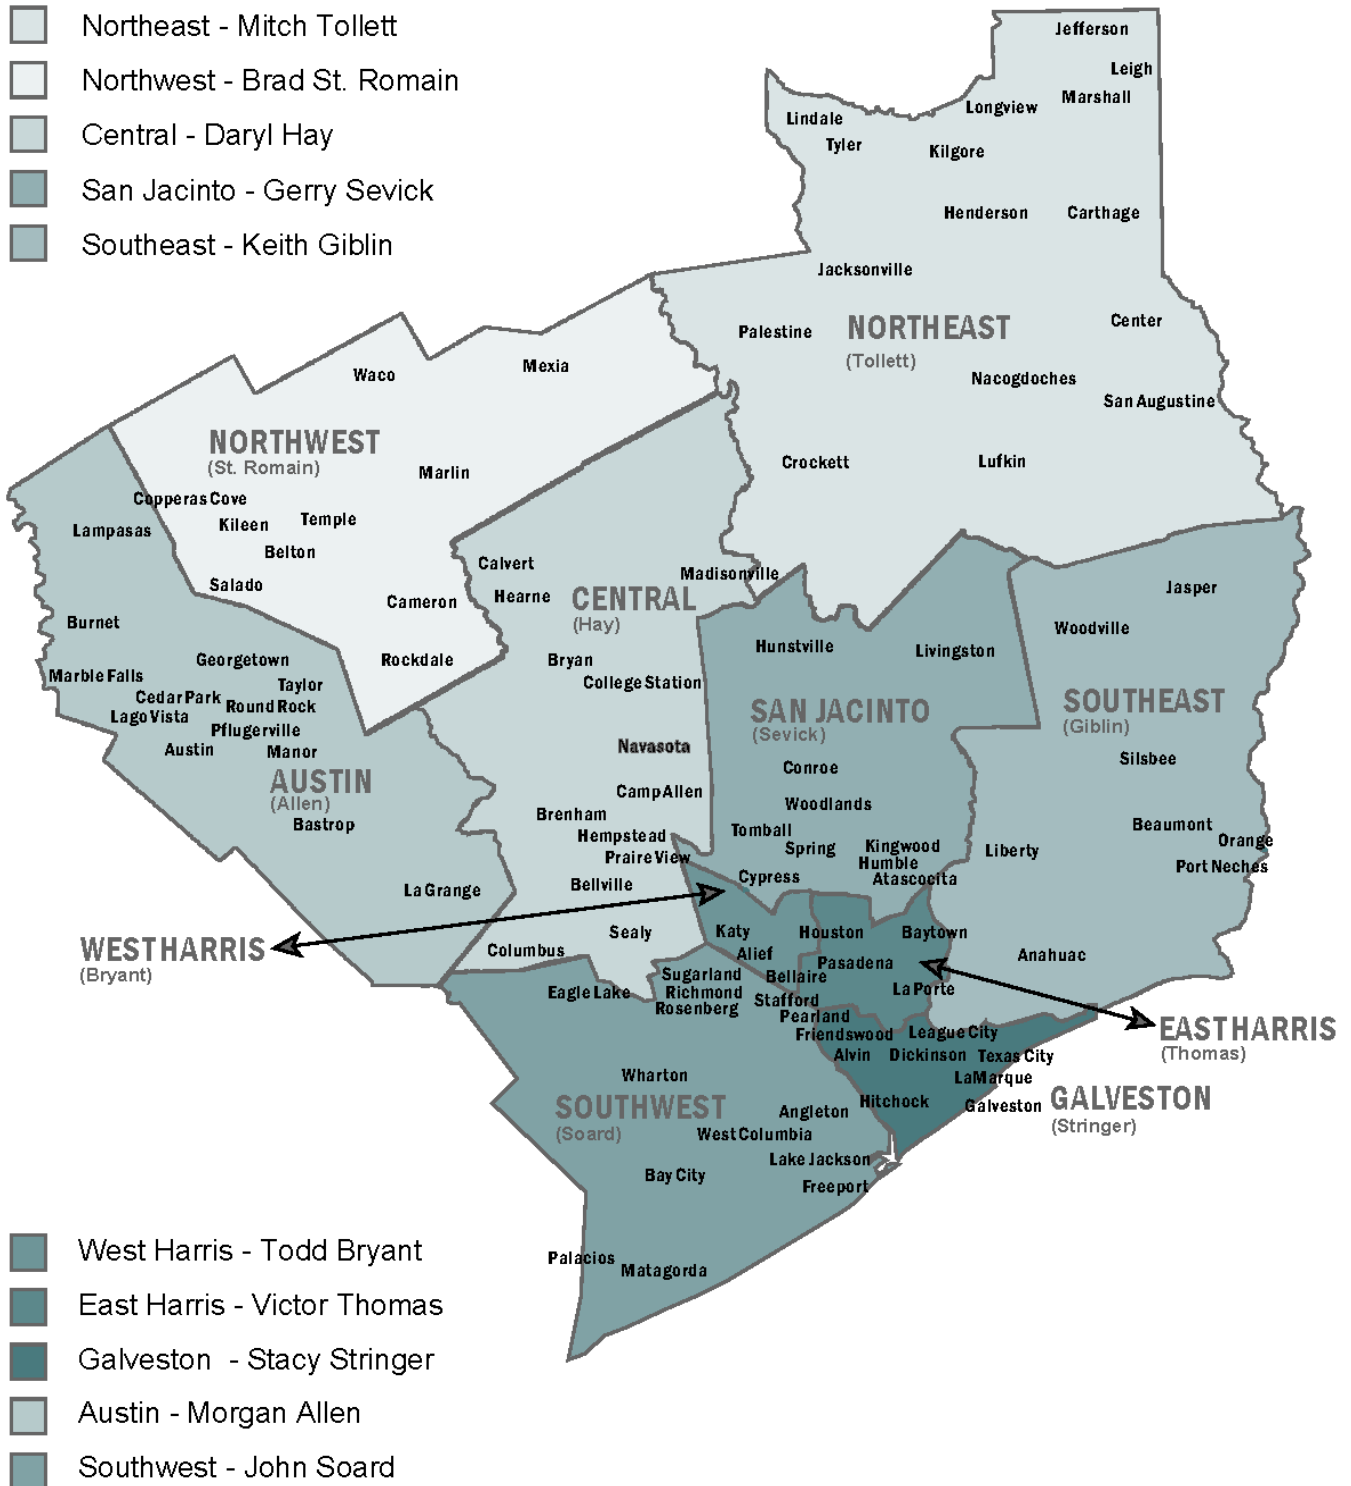 Northeast - Mitch Tollett
Northwest - Brad St. Romain
Central - Daryl Hay
San Jacinto - Gerry Sevick
Southeast - Keith Giblin
Jefferson
Leigh
Marshall
Longview
Lindale
Tyler
Kilgore
Henderson
Carthage
Jacksonville
Palestine
NORTHEAST
(Tollett)
Center
Nacogdoches
San Augustine
Crockett
Lufkin
Waco
Mexia
NORTHWEST
(St. Romain)
Marlin
Copperas Cove
Kileen
Temple
Belton
Salado
Cameron
Rockdale
Lampasas
Burnet
Marble Falls
Georgetown
Taylor
Cedar Park
Round Rock
Lago Vista
Pflugerville
Austin
Manor
AUSTIN
(Allen)
Bastrop
La Grange
Calvert
Hearne
Madisonville
CENTRAL
(Hay)
Bryan
College Station
Navasota
Camp Allen
Brenham
Hempstead
Praire View
Bellville
Sealy
Columbus
Hunstville
Livingston
SAN JACINTO
(Sevick)
Conroe
Woodlands
Tomball
Spring
Kingwood
Humble
Atascocita
Cypress
Jasper
Woodville
SOUTHEAST
(Giblin)
Silsbee
Beaumont
Orange
Port Neches
Liberty
Anahuac
WEST HARRIS
(Bryant)
Katy
Alief
Houston
Baytown
Pasadena
Bellaire
La Porte
EAST HARRIS
(Thomas)
Eagle Lake
Sugarland
Richmond
Rosenberg
Stafford
Pearland
Friendswood
League City
Alvin
Dickinson
Texas City
LaMarque
Hitchock
Galveston
GALVESTON
(Stringer)
Wharton
SOUTHWEST
(Soard)
Angleton
West Columbia
Lake Jackson
Bay City
Freeport
Palacios
Matagorda
West Harris - Todd Bryant
East Harris - Victor Thomas
Galveston - Stacy Stringer
Austin - Morgan Allen
Southwest - John Soard